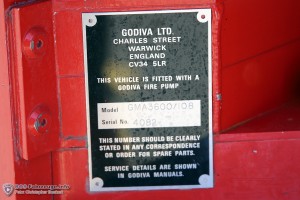 GODIVA LTD.
CHARLES STREET
WARWICK
ENGLAND
CV34 5LR
THIS VEHICLE IS FITTED WITH A
GODIVA FIRE PUMP
Model GMA3600/10B
Serial No. 4092
THIS NUMBER SHOULD BE CLEARLY
STATED IN ANY CORRESPONDENCE
OR ORDER FOR SPARE PARTS.
SERVICE DETAILS ARE SHOWN
IN GODIVA MANUALS.